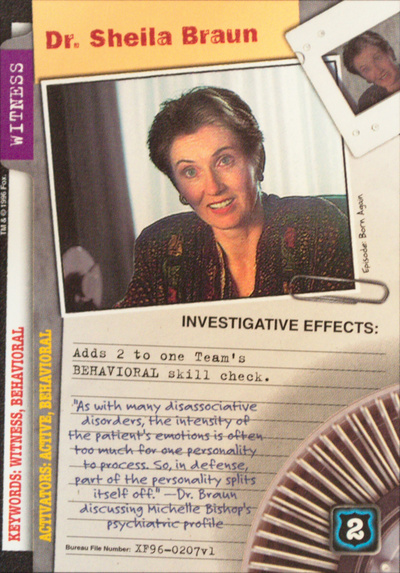 Dr. Sheila Braun
WITNESS
TM & © 1996 Fox.
KEYWORDS: WITNESS, BEHAVIORAL
ACTIVATORS: ACTIVE, BEHAVIORAL
Episode: Born Again
INVESTIGATIVE EFFECTS:
Adds 2 to one Team's
BEHAVIORAL skill check.
"As with many disassociative
disorders, the intensity of
the patient's emotions is often
too much for one personality
to process. So, in defense,
part of the personality splits
itself off." —Dr. Braun
discussing Michelle Bishop's
psychiatric profile
Bureau File Number: XF96-0207v1
2